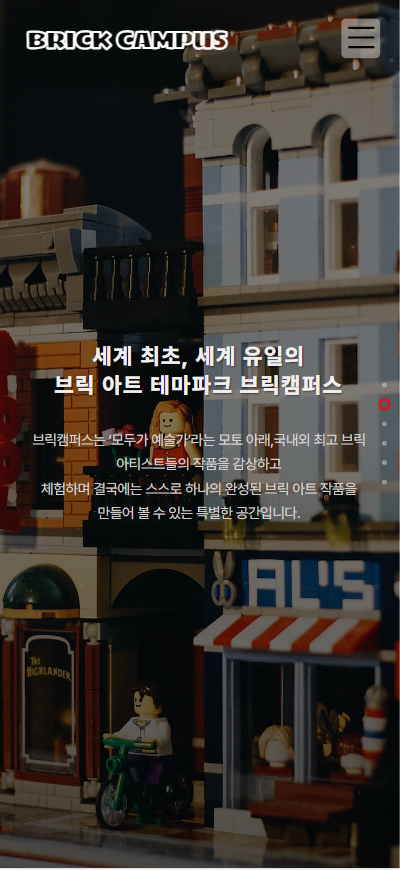 BRICK CAMPUS
세계 최초, 세계 유일의
브릭 아트 테마파크 브릭캠퍼스
브릭캠퍼스는 '모두가 예술가'라는 모토 아래,국내외 최고 브릭
아티스트들의 작품을 감상하고
체험하며 결국에는 스스로 하나의 완성된 브릭 아트 작품을
만들어 볼 수 있는 특별한 공간입니다.
AL'S
THE
HIGHLANDER